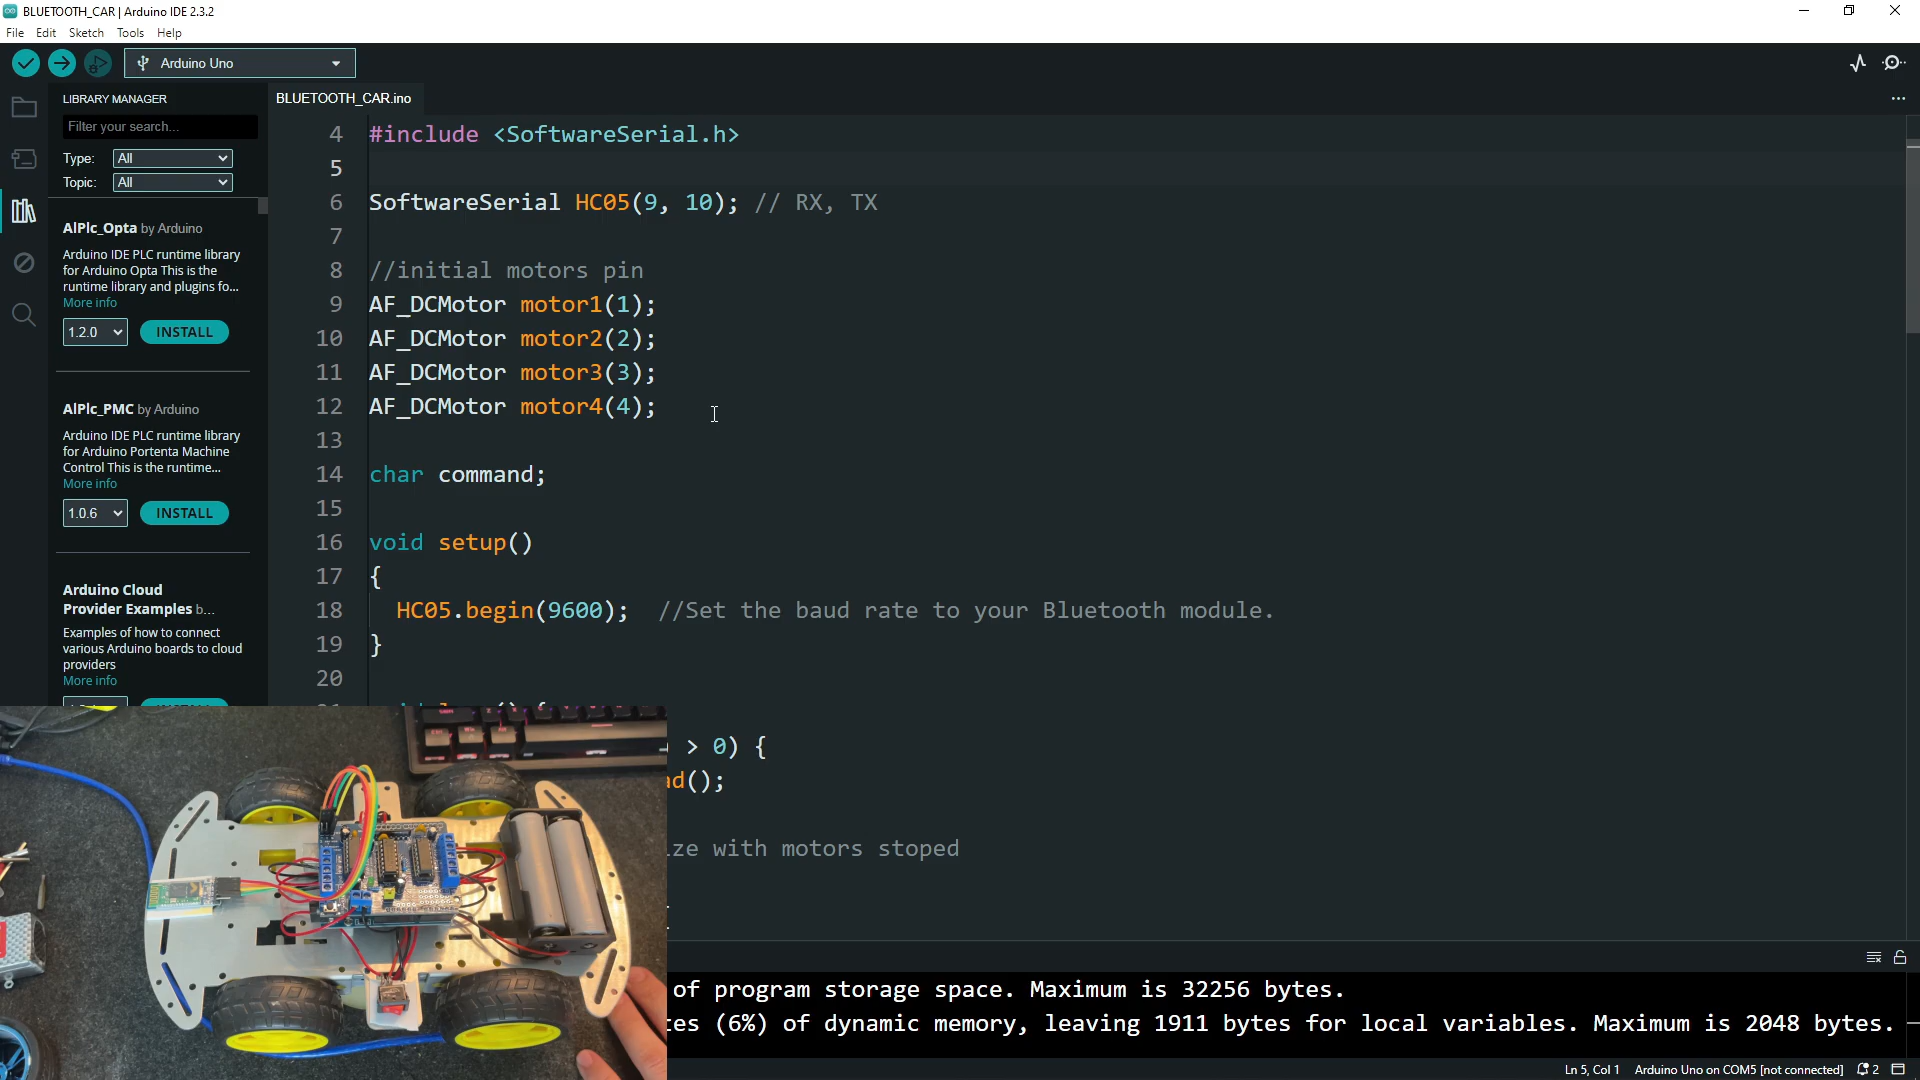 BLUETOOTH_CAR | Arduino IDE 2.3.2
File Edit Sketch Tools Help
Arduino Uno
LIBRARY MANAGER
Filter your search...
Type: All
Topic: All
AIPlc_Opta by Arduino
Arduino IDE PLC runtime library
for Arduino Opta This is the
runtime library and plugins fo...
More info
1.2.0 INSTALL
AIPlc_PMC by Arduino
Arduino IDE PLC runtime library
for Arduino Portenta Machine
Control This is the runtime...
More info
1.0.6 INSTALL
Arduino Cloud
Provider Examples b...
Examples of how to connect
various Arduino boards to cloud
providers
More info
BLUETOOTH_CAR.ino
4 #include <SoftwareSerial.h>
5
6 SoftwareSerial HC05(9, 10); // RX, TX
7
8 //initial motors pin
9 AF_DCMotor motor1(1);
10 AF_DCMotor motor2(2);
11 AF_DCMotor motor3(3);
12 AF_DCMotor motor4(4);
13
14 char command;
15
16 void setup()
17 {
18 HC05.begin(9600); //Set the baud rate to your Bluetooth module.
19 }
20
> 0) {
ad();
ze with motors stoped
of program storage space. Maximum is 32256 bytes.
es (6%) of dynamic memory, leaving 1911 bytes for local variables. Maximum is 2048 bytes.
Ln 5, Col 1 Arduino Uno on COM5 [not connected] 2